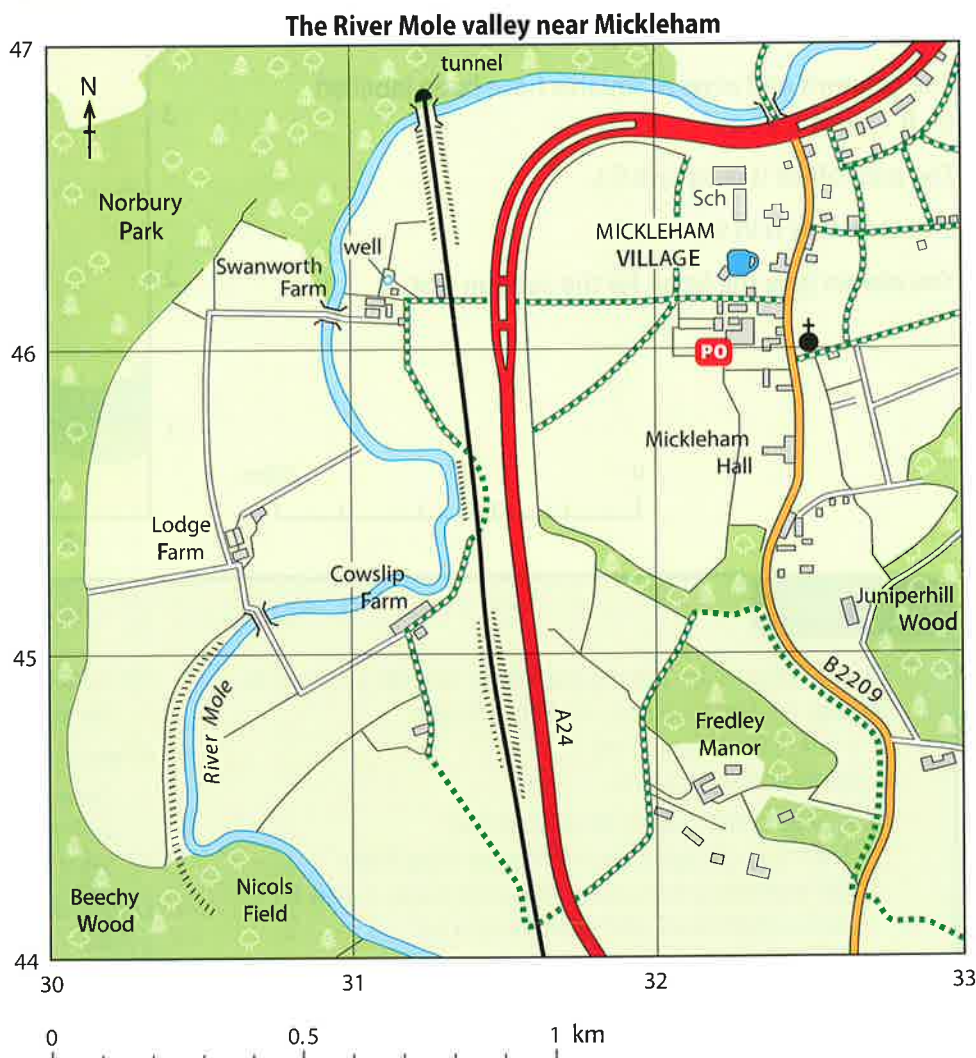 The River Mole valley near Mickleham
47
tunnel
N
Norbury
Park
Sch
well
MICKLEHAM
VILLAGE
Swanworth
Farm
46
PO
Mickleham
Hall
Lodge
Farm
Cowslip
Farm
Juniperhill
Wood
45
B2209
River Mole
A24
Fredley
Manor
Beechy
Wood
Nicols
Field
44
30
31
32
33
0
0.5
1 km